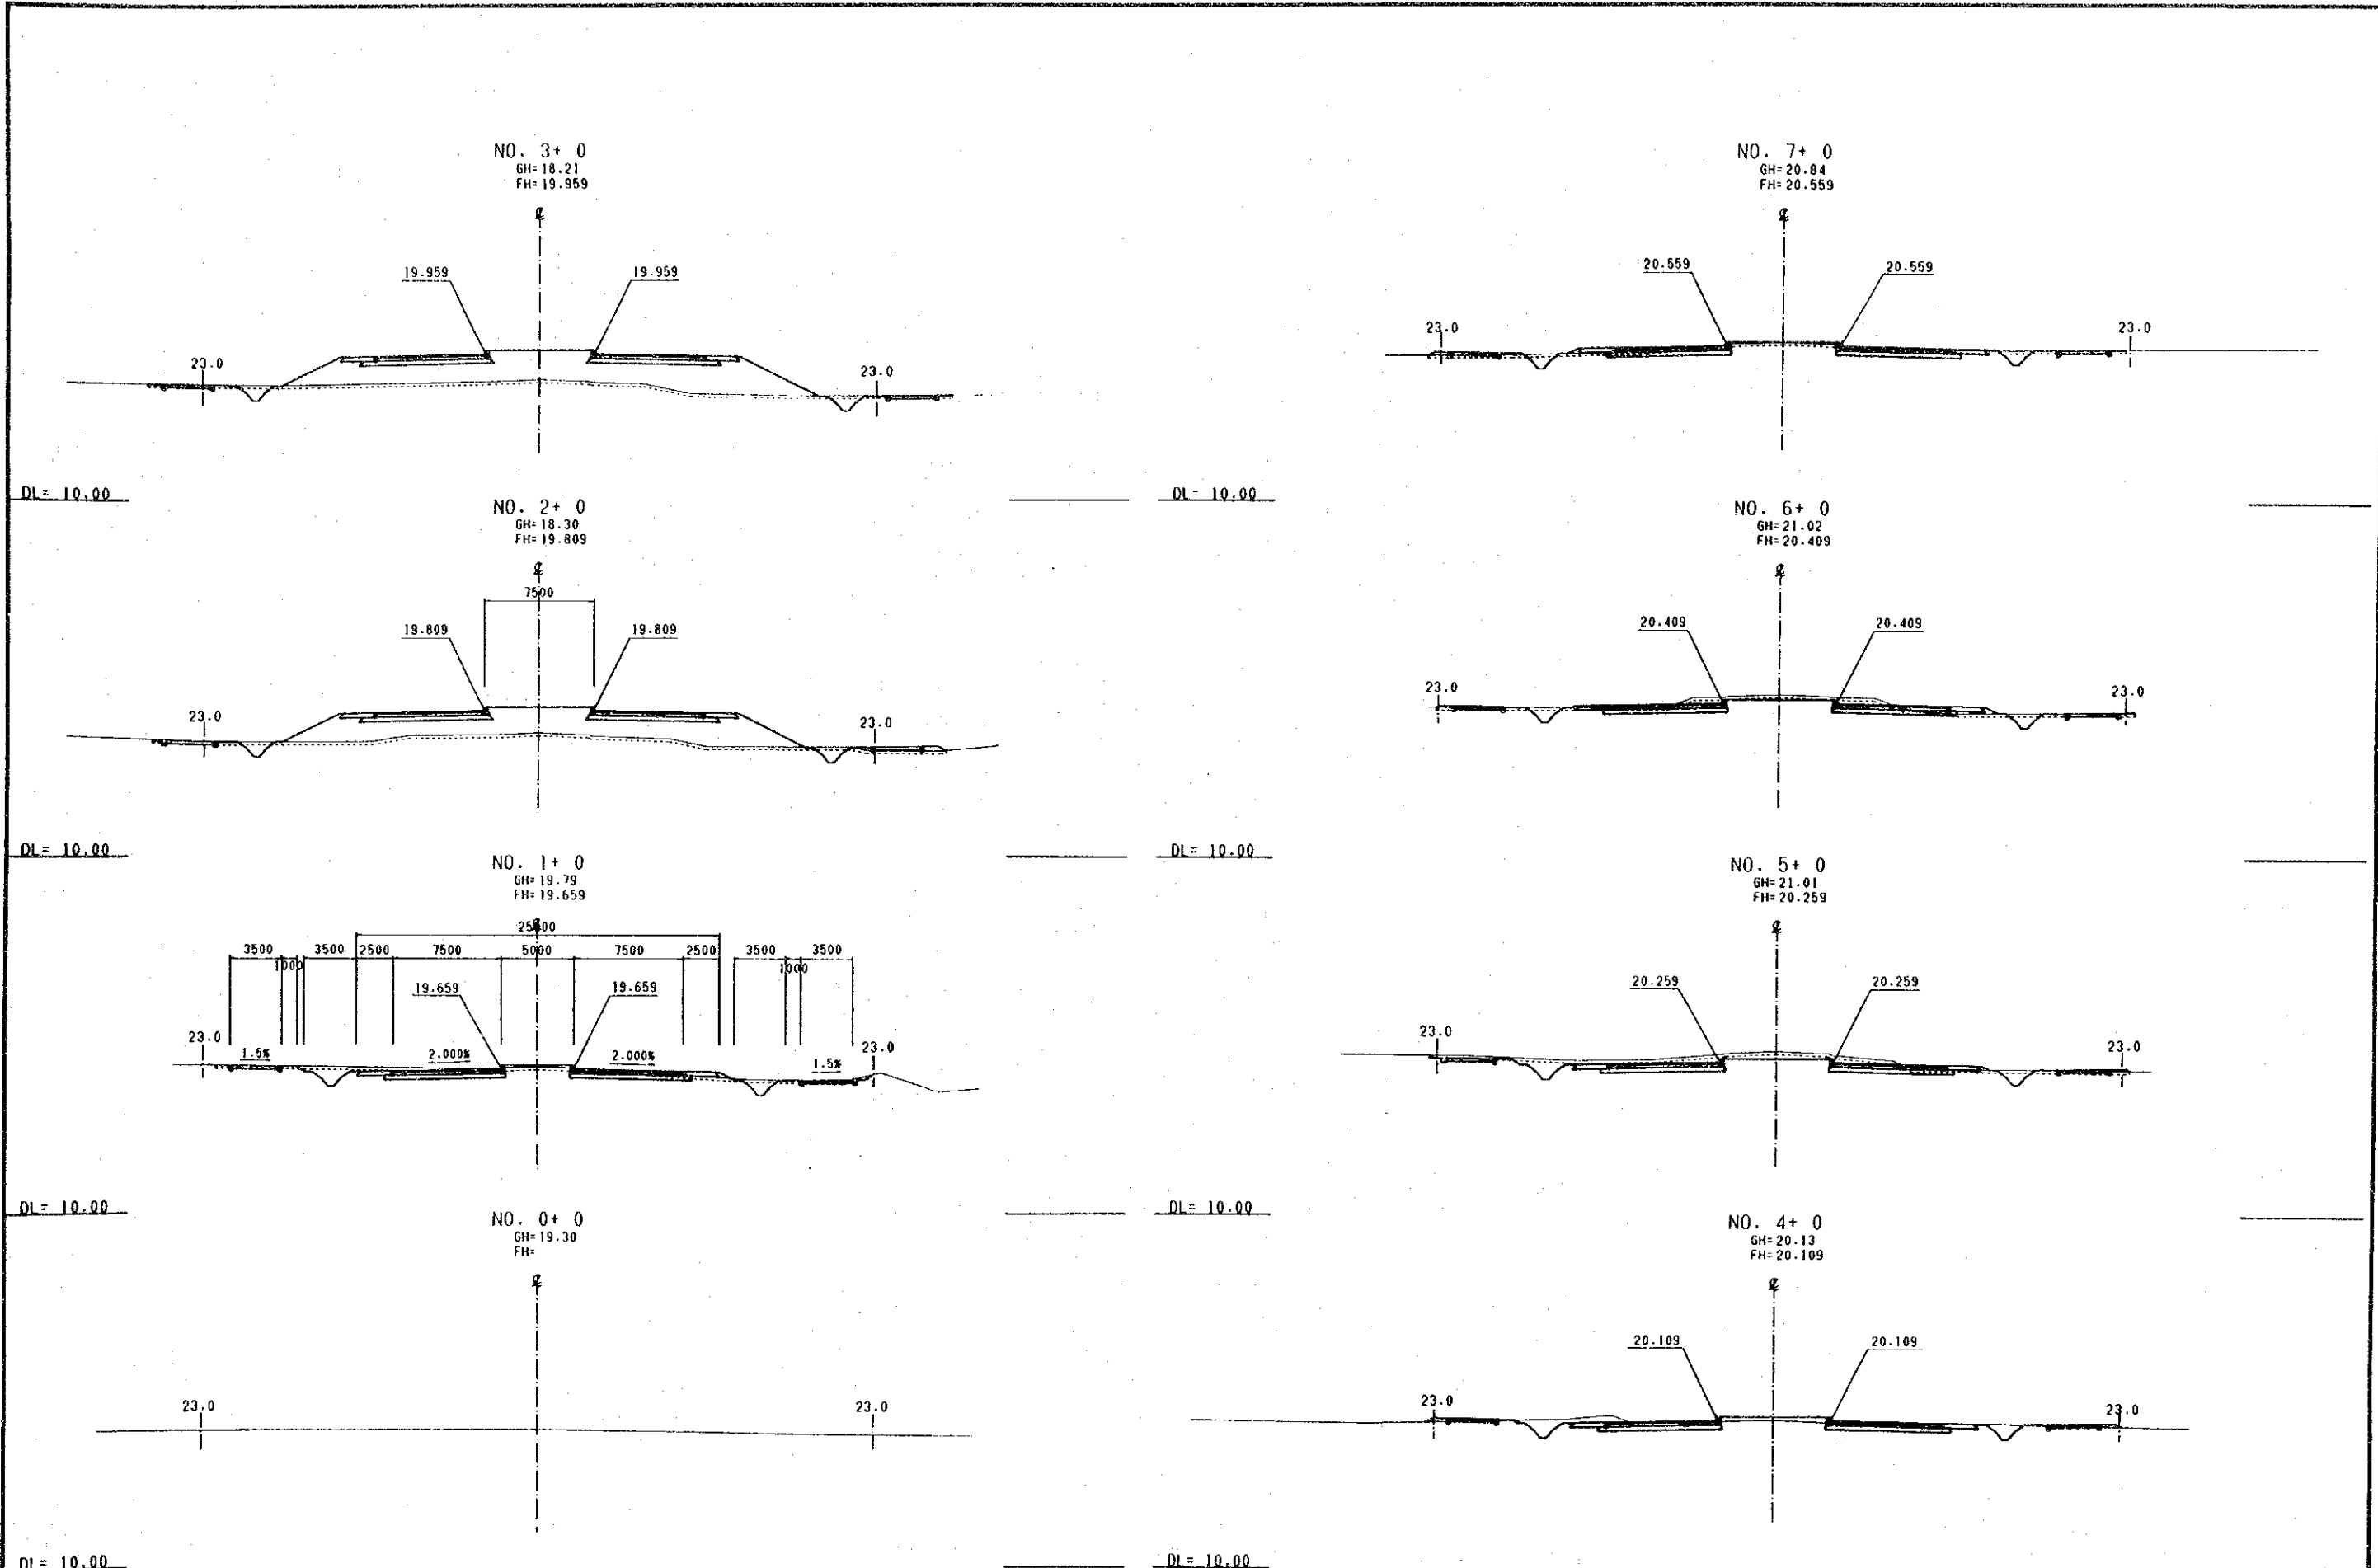 NO. 3+ 0
GH=18.21
FH=19.959
℄
19.959
19.959
23.0
23.0
DL= 10.00
NO. 2+ 0
GH=18.30
FH=19.809
℄
7500
19.809
19.809
23.0
23.0
DL= 10.00
NO. 1+ 0
GH=19.79
FH=19.659
℄
3500
1000
3500
2500
7500
5000
7500
2500
3500
1000
3500
19.659
19.659
23.0
1.5%
2.000%
2.000%
1.5%
23.0
DL= 10.00
NO. 0+ 0
GH=19.30
FH=
℄
23.0
23.0
DL= 10.00
NO. 7+ 0
GH=20.84
FH=20.559
℄
20.559
20.559
23.0
23.0
DL= 10.00
NO. 6+ 0
GH=21.02
FH=20.409
℄
20.409
20.409
23.0
23.0
DL= 10.00
NO. 5+ 0
GH=21.01
FH=20.259
℄
20.259
20.259
23.0
23.0
DL= 10.00
NO. 4+ 0
GH=20.13
FH=20.109
℄
20.109
20.109
23.0
23.0
DL= 10.00